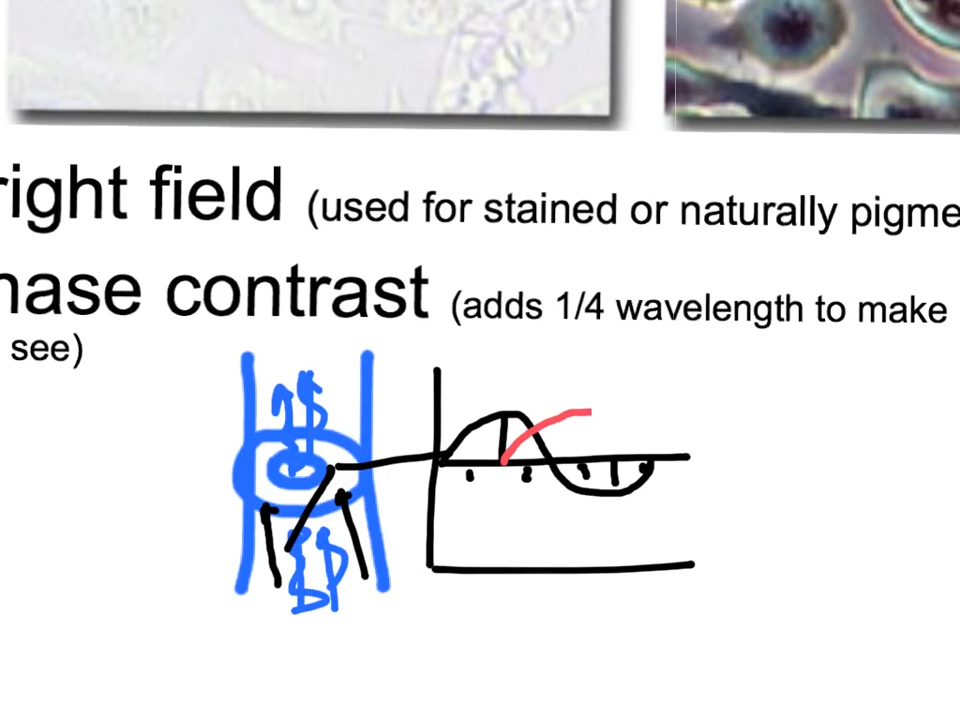 right field (used for stained or naturally pigme
hase contrast (adds 1/4 wavelength to make
see)